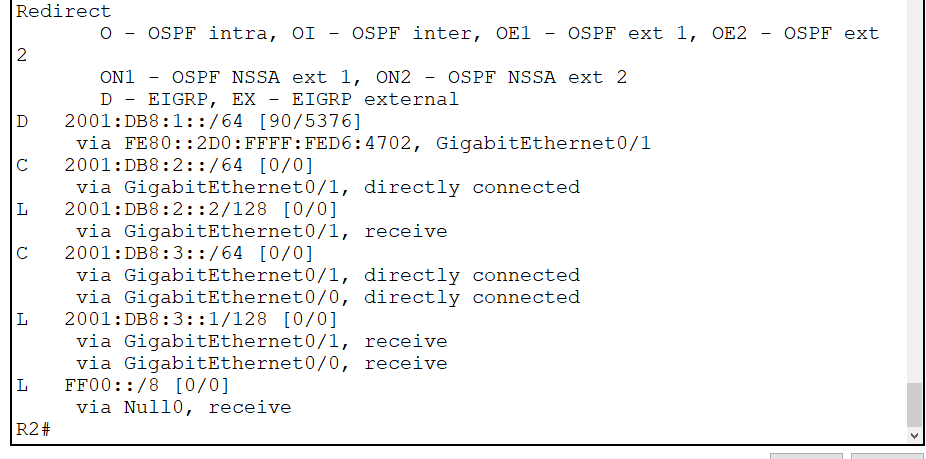 Redirect
       O - OSPF intra, OI - OSPF inter, OE1 - OSPF ext 1, OE2 - OSPF ext
2
       ON1 - OSPF NSSA ext 1, ON2 - OSPF NSSA ext 2
       D - EIGRP, EX - EIGRP external
D   2001:DB8:1::/64 [90/5376]
     via FE80::2D0:FFFF:FED6:4702, GigabitEthernet0/1
C   2001:DB8:2::/64 [0/0]
     via GigabitEthernet0/1, directly connected
L   2001:DB8:2::2/128 [0/0]
     via GigabitEthernet0/1, receive
C   2001:DB8:3::/64 [0/0]
     via GigabitEthernet0/1, directly connected
     via GigabitEthernet0/0, directly connected
L   2001:DB8:3::1/128 [0/0]
     via GigabitEthernet0/1, receive
     via GigabitEthernet0/0, receive
L   FF00::/8 [0/0]
     via Null0, receive
R2#